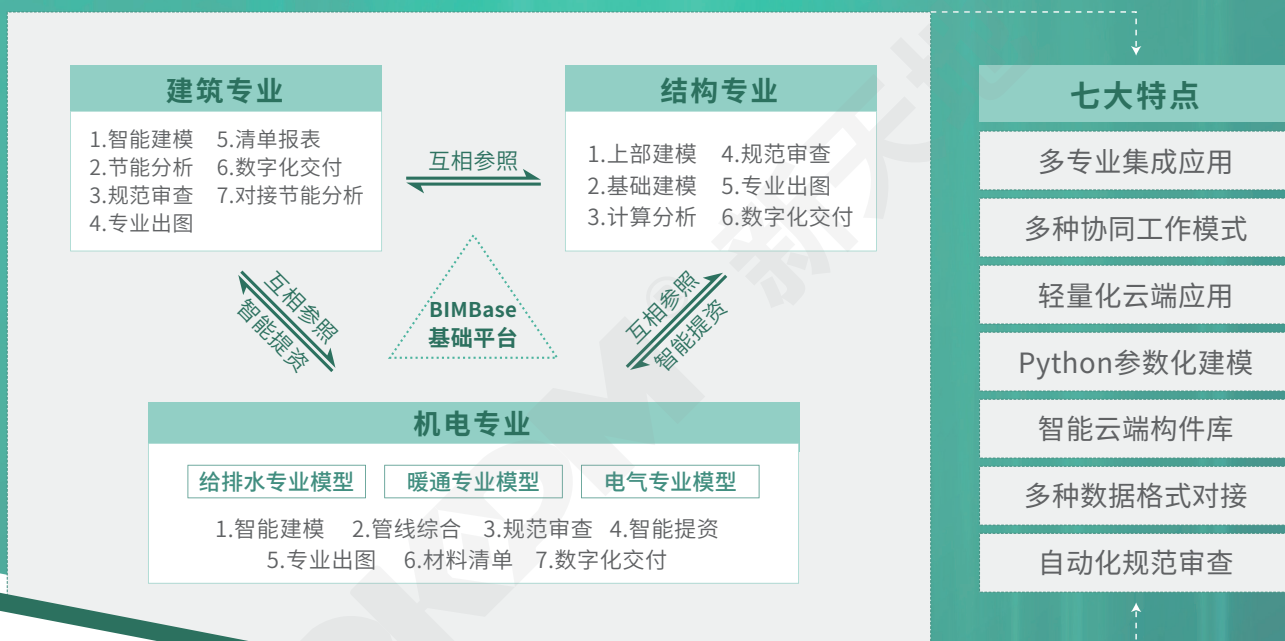 建筑专业
1.智能建模 5.清单报表
2.节能分析 6.数字化交付
3.规范审查 7.对接节能分析
4.专业出图
互相参照
结构专业
1.上部建模 4.规范审查
2.基础建模 5.专业出图
3.计算分析 6.数字化交付
互相参照
智能提资
BIMBase
基础平台
互相参照
智能提资
机电专业
给排水专业模型 暖通专业模型 电气专业模型
1.智能建模 2.管线综合 3.规范审查 4.智能提资
5.专业出图 6.材料清单 7.数字化交付
七大特点
多专业集成应用
多种协同工作模式
轻量化云端应用
Python参数化建模
智能云端构件库
多种数据格式对接
自动化规范审查
新天地